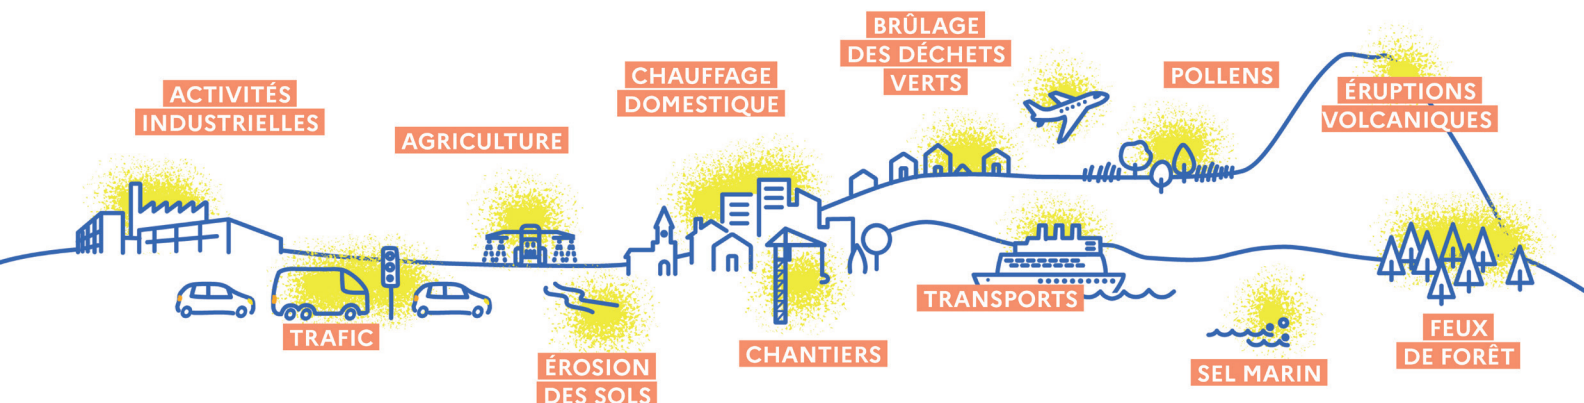 ACTIVITÉS
INDUSTRIELLES
AGRICULTURE
CHAUFFAGE
DOMESTIQUE
BRÛLAGE
DES DÉCHETS
VERTS
POLLENS
ÉRUPTIONS
VOLCANIQUES
TRAFIC
ÉROSION
DES SOLS
CHANTIERS
TRANSPORTS
SEL MARIN
FEUX
DE FORÊT